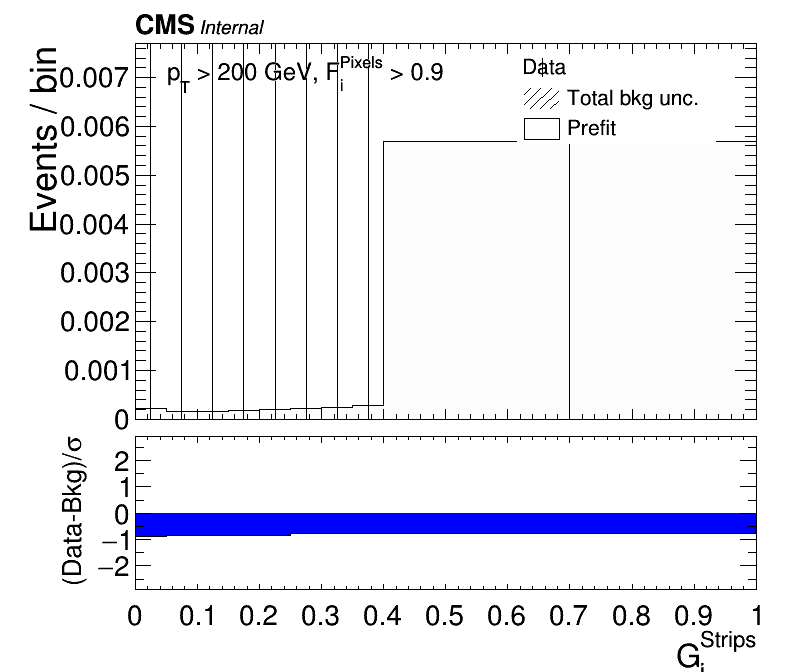 CMS Internal
Events / bin
p_T > 200 GeV, F_i^Pixels > 0.9
Data
Total bkg unc.
Prefit
0.007
0.006
0.005
0.004
0.003
0.002
0.001
0
(Data-Bkg)/σ
2
1
0
−1
−2
0 0.1 0.2 0.3 0.4 0.5 0.6 0.7 0.8 0.9 1
G_i^Strips